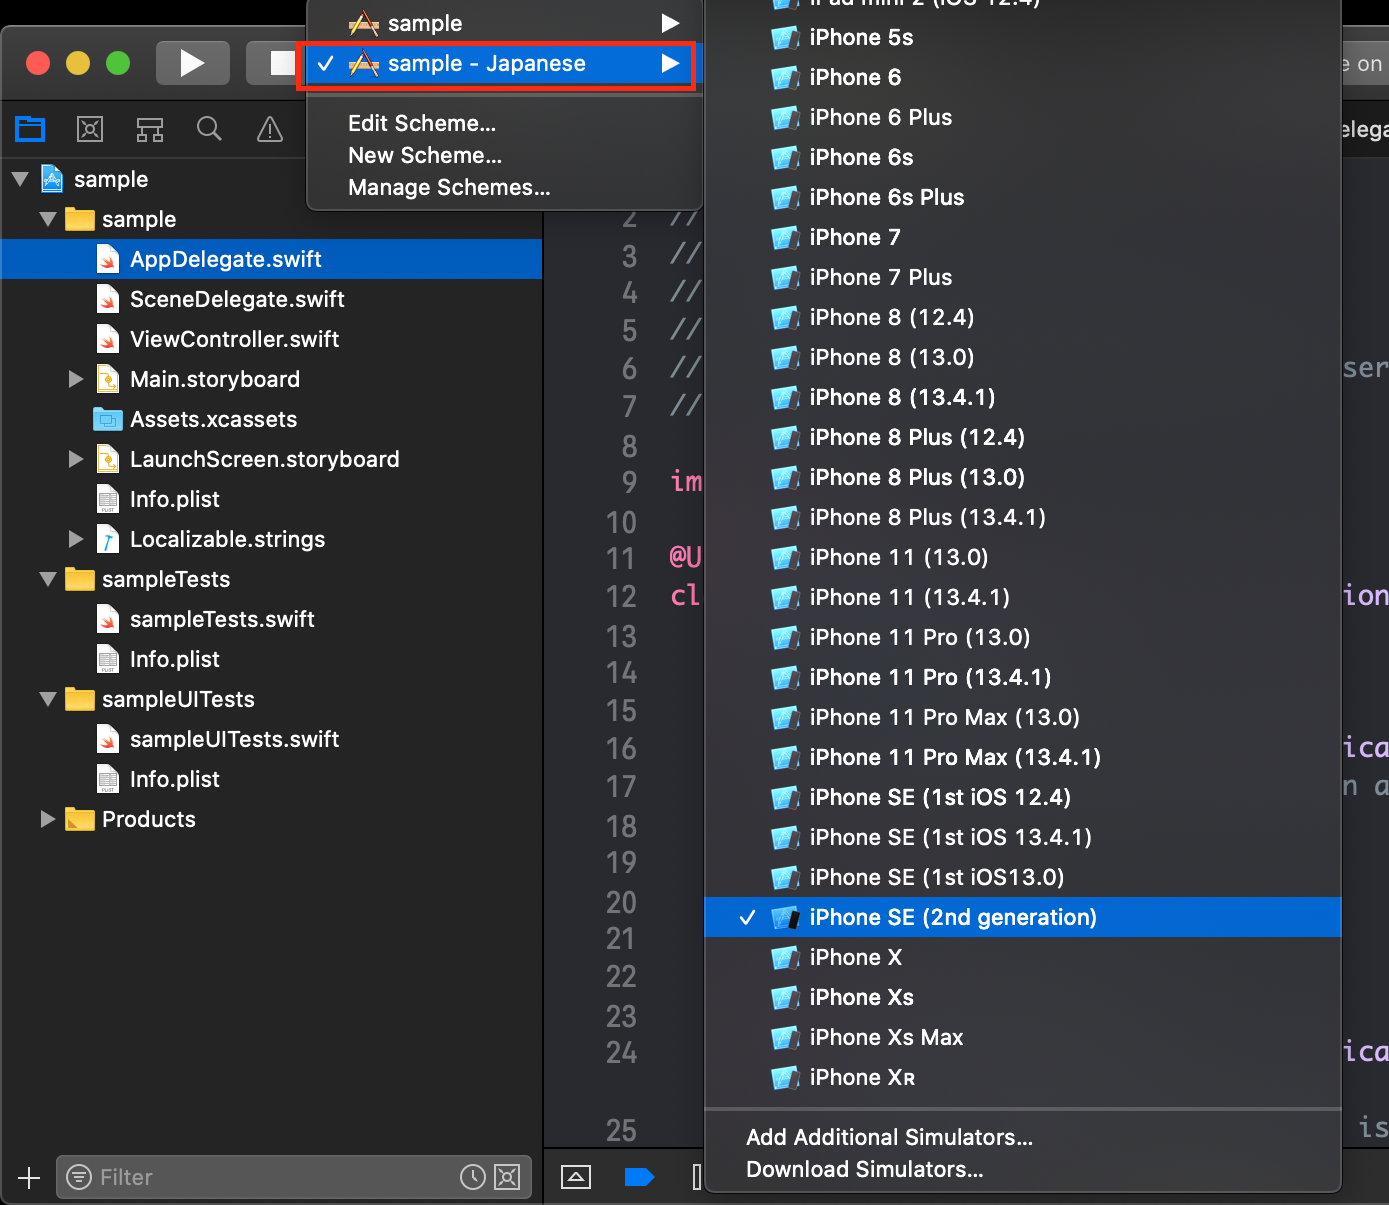 sample
sample - Japanese
Edit Scheme...
New Scheme...
Manage Schemes...
sample
sample
AppDelegate.swift
SceneDelegate.swift
ViewController.swift
Main.storyboard
Assets.xcassets
LaunchScreen.storyboard
Info.plist
Localizable.strings
sampleTests
sampleTests.swift
Info.plist
sampleUITests
sampleUITests.swift
Info.plist
Products
Filter
2 //
3 //
4 //
5 //
6 //
7 //
8
9 im
10
11 @U
12 cl
13
14
15
16
17
18
19
20
21
22
23
24
25
iPad mini 2 (iOS 12.4)
iPhone 5s
iPhone 6
iPhone 6 Plus
iPhone 6s
iPhone 6s Plus
iPhone 7
iPhone 7 Plus
iPhone 8 (12.4)
iPhone 8 (13.0)
iPhone 8 (13.4.1)
iPhone 8 Plus (12.4)
iPhone 8 Plus (13.0)
iPhone 8 Plus (13.4.1)
iPhone 11 (13.0)
iPhone 11 (13.4.1)
iPhone 11 Pro (13.0)
iPhone 11 Pro (13.4.1)
iPhone 11 Pro Max (13.0)
iPhone 11 Pro Max (13.4.1)
iPhone SE (1st iOS 12.4)
iPhone SE (1st iOS 13.4.1)
iPhone SE (1st iOS13.0)
iPhone SE (2nd generation)
iPhone X
iPhone Xs
iPhone Xs Max
iPhone Xʀ
Add Additional Simulators...
Download Simulators...
e on
elega
ser
ion
ica
n a
ica
is